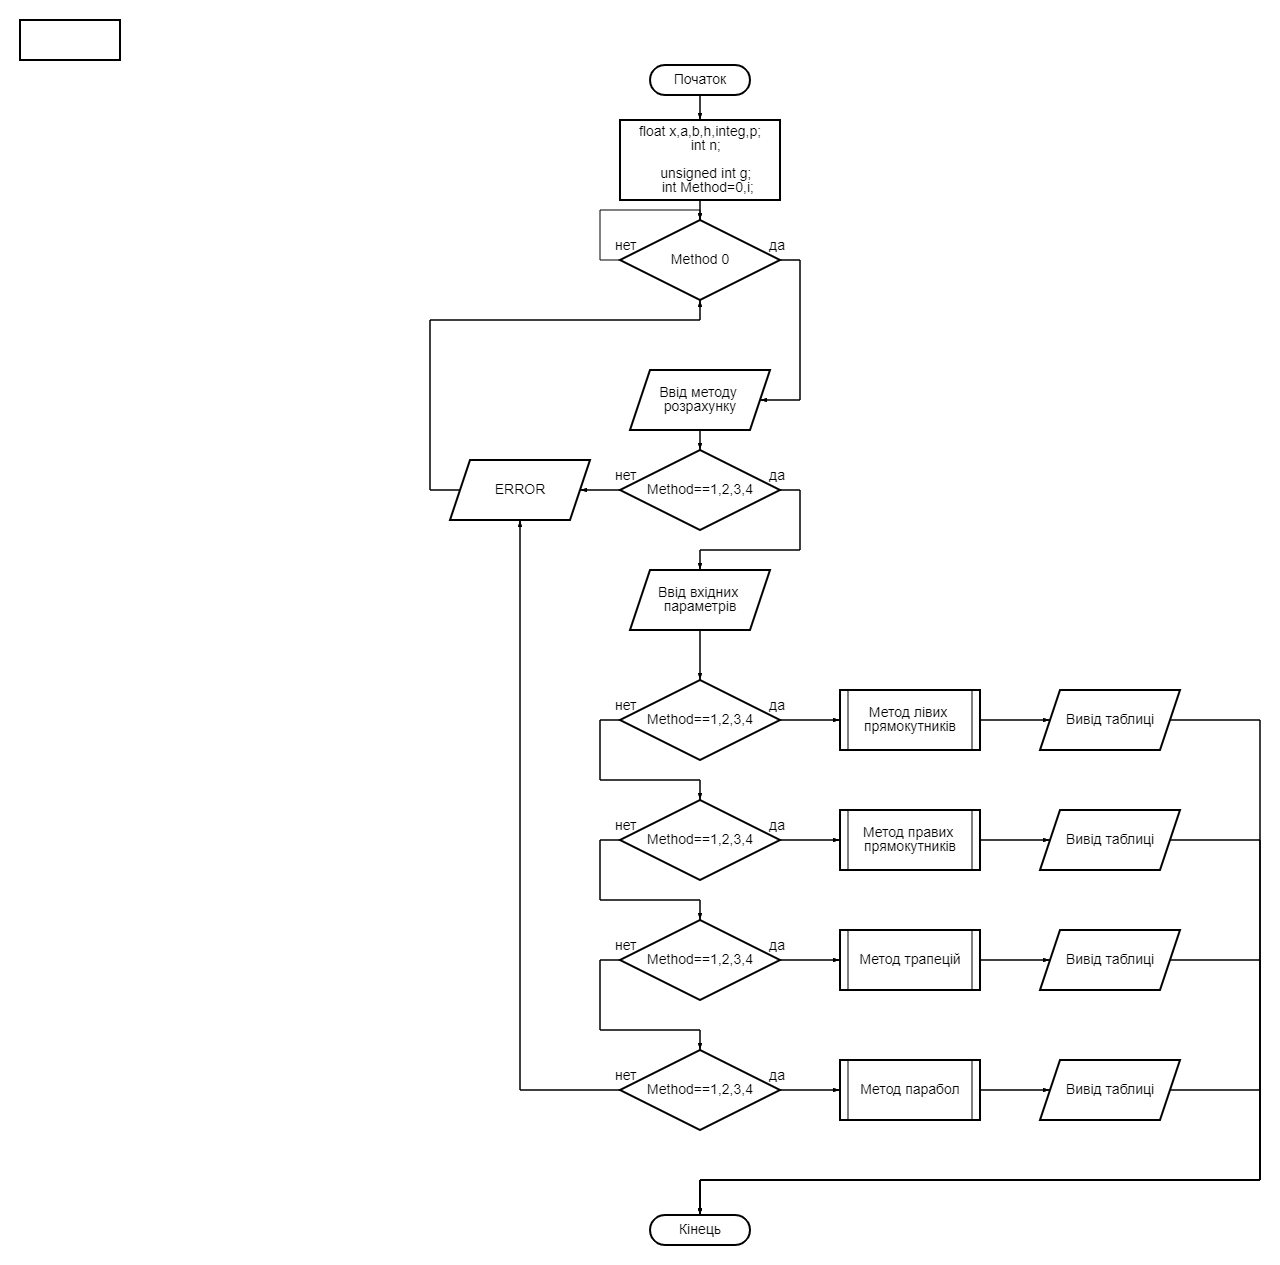 Початок
float x,a,b,h,integ,p;
int n;
unsigned int g;
int Method=0,i;
нет
да
Method 0
Ввід методу
розрахунку
нет
да
ERROR
Method==1,2,3,4
Ввід вхідних
параметрів
нет
да
Method==1,2,3,4
Метод лівих
прямокутників
Вивід таблиці
нет
да
Method==1,2,3,4
Метод правих
прямокутників
Вивід таблиці
нет
да
Method==1,2,3,4
Метод трапецій
Вивід таблиці
нет
да
Method==1,2,3,4
Метод парабол
Вивід таблиці
Кінець